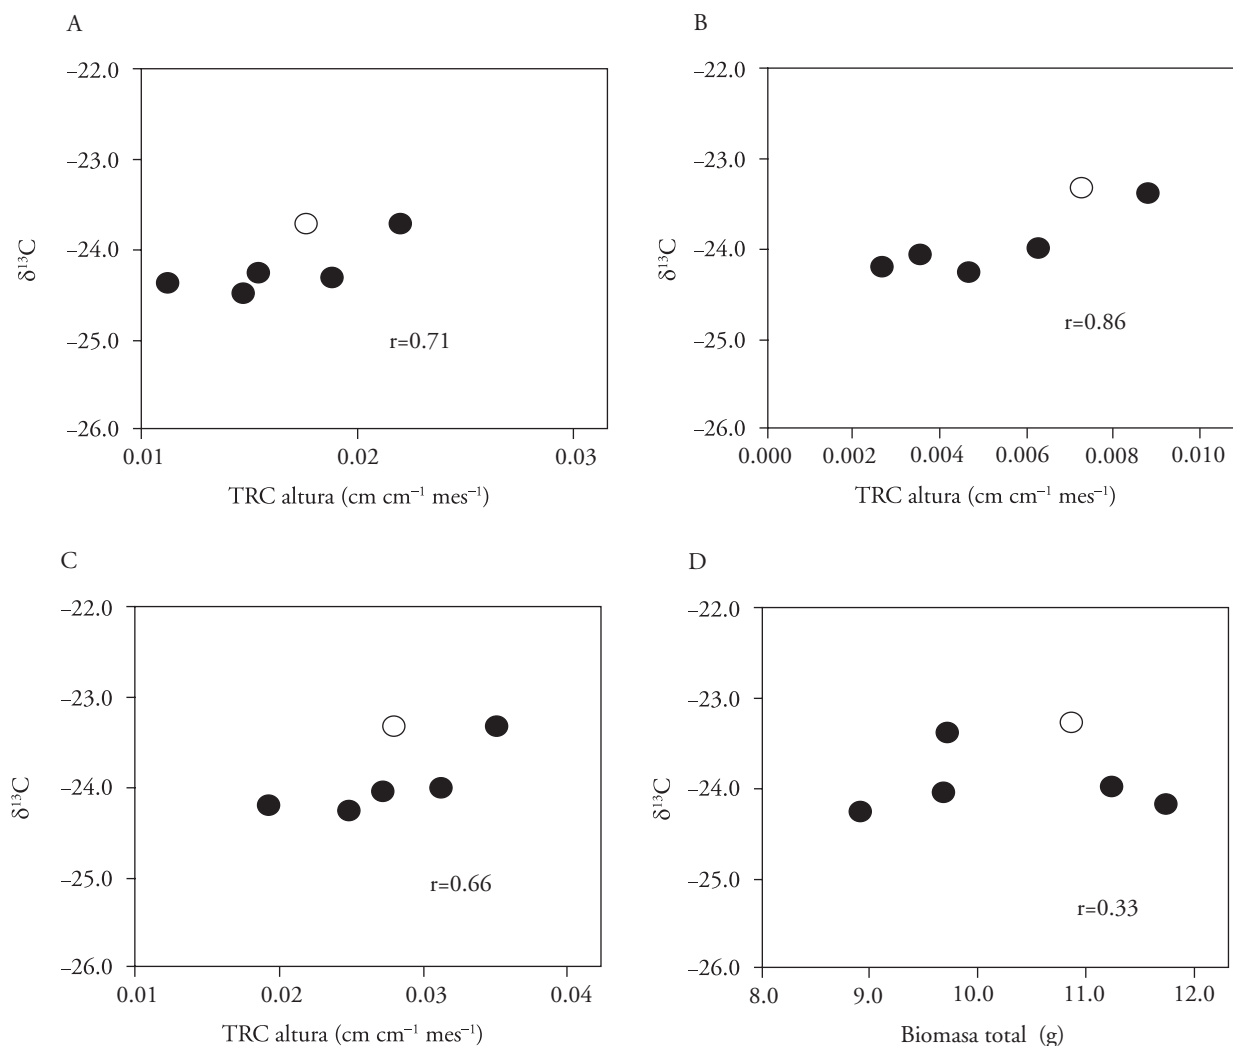 A
−22.0
−23.0
−24.0
−25.0
−26.0
δ¹³C
r=0.71
0.01 0.02 0.03
TRC altura (cm cm⁻¹ mes⁻¹)
B
−22.0
−23.0
−24.0
−25.0
−26.0
δ¹³C
r=0.86
0.000 0.002 0.004 0.006 0.008 0.010
TRC altura (cm cm⁻¹ mes⁻¹)
C
−22.0
−23.0
−24.0
−25.0
−26.0
δ¹³C
r=0.66
0.01 0.02 0.03 0.04
TRC altura (cm cm⁻¹ mes⁻¹)
D
−22.0
−23.0
−24.0
−25.0
−26.0
δ¹³C
r=0.33
8.0 9.0 10.0 11.0 12.0
Biomasa total (g)